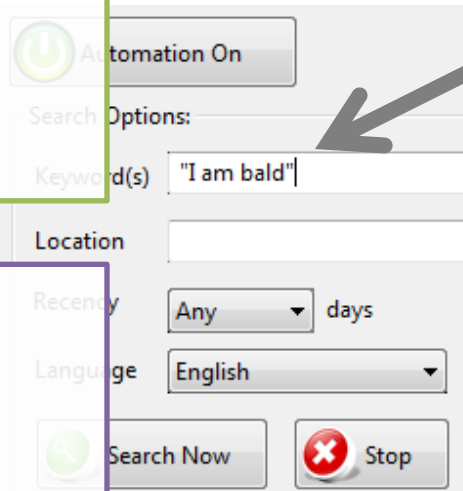 Automation On
Search Options:
Keyword(s) "I am bald"
Location
Recency Any days
Language English
Search Now Stop